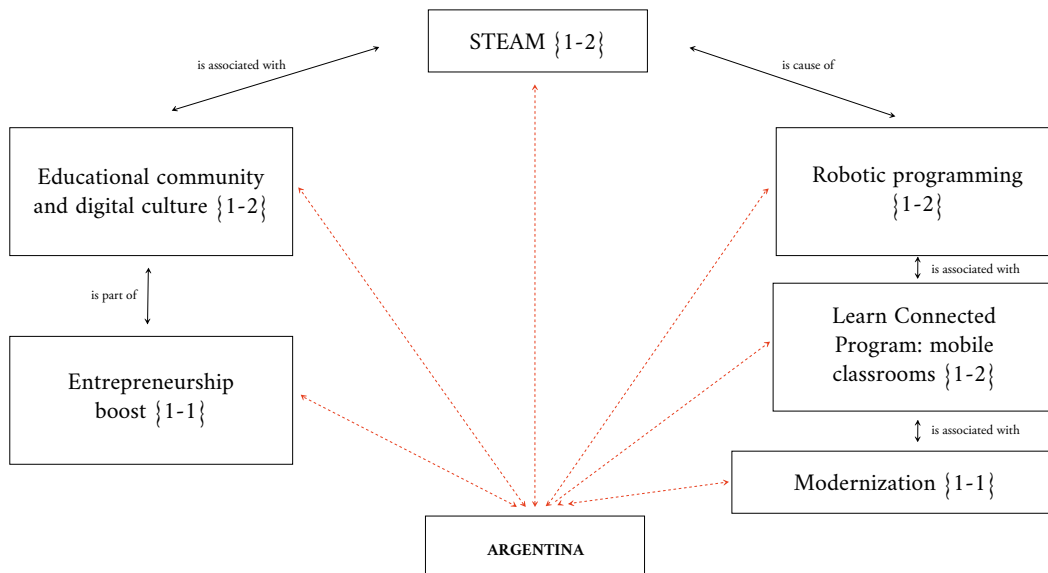 STEAM {1-2}
is associated with
is cause of
Educational community
and digital culture {1-2}
Robotic programming
{1-2}
is associated with
is part of
Learn Connected
Program: mobile
classrooms {1-2}
Entrepreneurship
boost {1-1}
is associated with
Modernization {1-1}
ARGENTINA